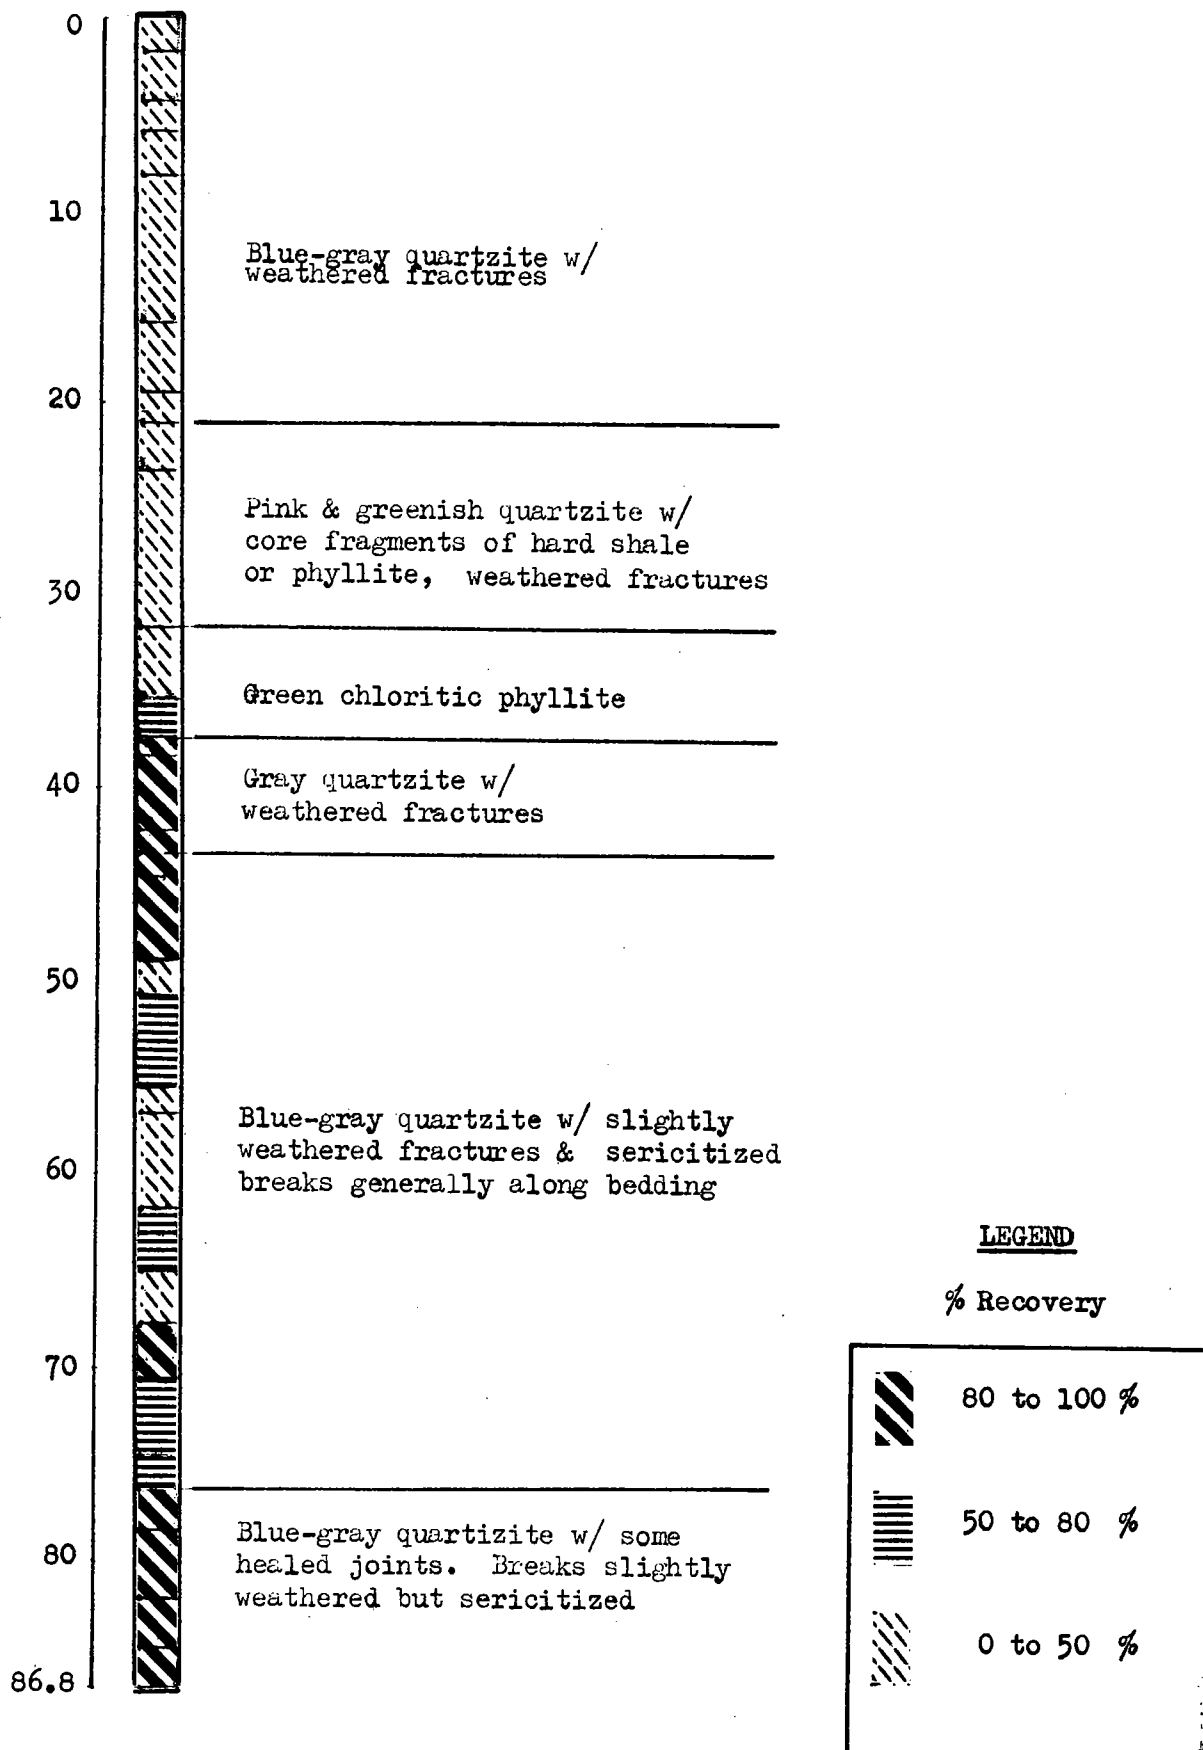 0
10
Blue-gray quartzite w/
weathered fractures
20
Pink & greenish quartzite w/
core fragments of hard shale
or phyllite, weathered fractures
30
Green chloritic phyllite
40
Gray quartzite w/
weathered fractures
50
Blue-gray quartzite w/ slightly
weathered fractures & sericitized
breaks generally along bedding
60
70
80
Blue-gray quartizite w/ some
healed joints. Breaks slightly
weathered but sericitized
86.8
LEGEND
% Recovery
80 to 100 %
50 to 80 %
0 to 50 %